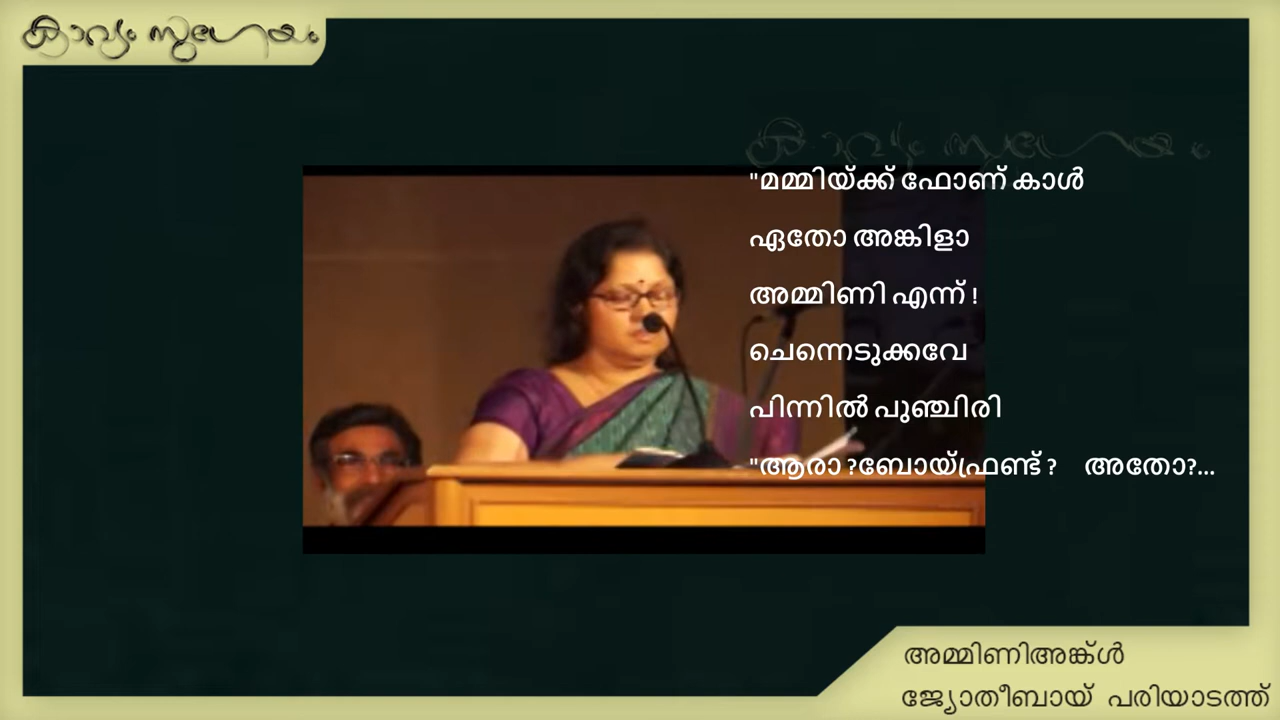 കാവ്യം സുഗേയം
കാവ്യം സുഗേയം
"മമ്മിയ്ക്ക് ഫോണ് കാൾ
ഏതോ അങ്കിളാ
അമ്മിണി എന്ന് !
ചെന്നെടുക്കവേ
പിന്നിൽ പുഞ്ചിരി
"ആരാ ?ബോയ്ഫ്രണ്ട് ? അതോ?...
അമ്മിണിഅങ്ക്ൾ
ജ്യോതീബായ് പരിയാടത്ത്